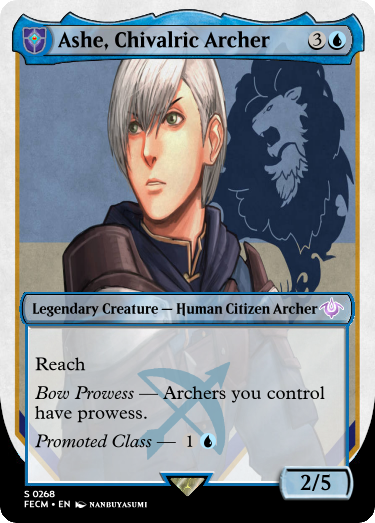 Ashe, Chivalric Archer 3
Legendary Creature — Human Citizen Archer
Reach
Bow Prowess — Archers you control
have prowess.
Promoted Class — 1
2/5
S 0268
FECM • EN NANBUYASUMI